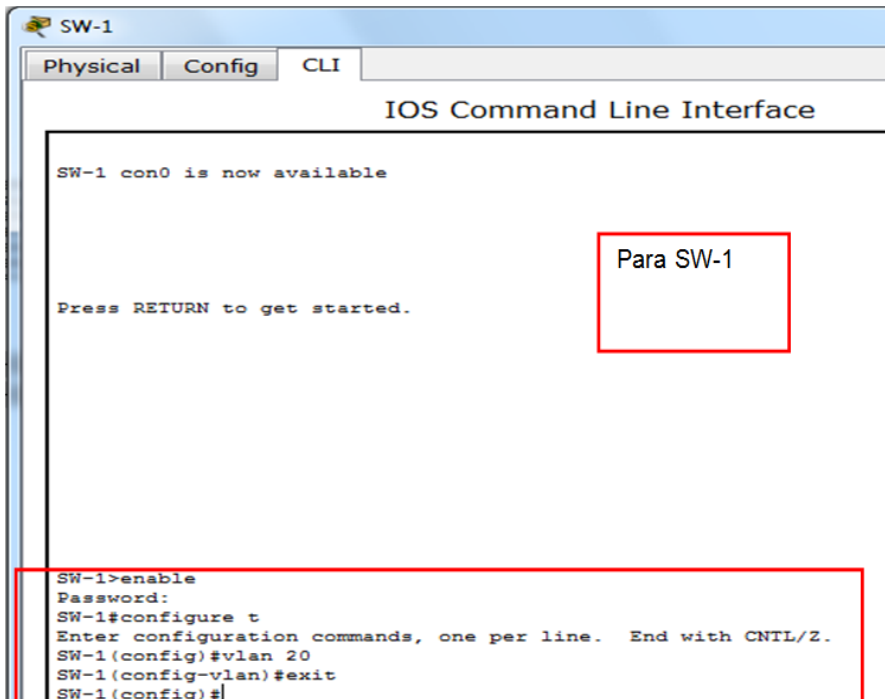 SW-1
Physical Config CLI
IOS Command Line Interface
SW-1 con0 is now available
Para SW-1
Press RETURN to get started.
SW-1>enable
Password:
SW-1#configure t
Enter configuration commands, one per line.  End with CNTL/Z.
SW-1(config)#vlan 20
SW-1(config-vlan)#exit
SW-1(config)#